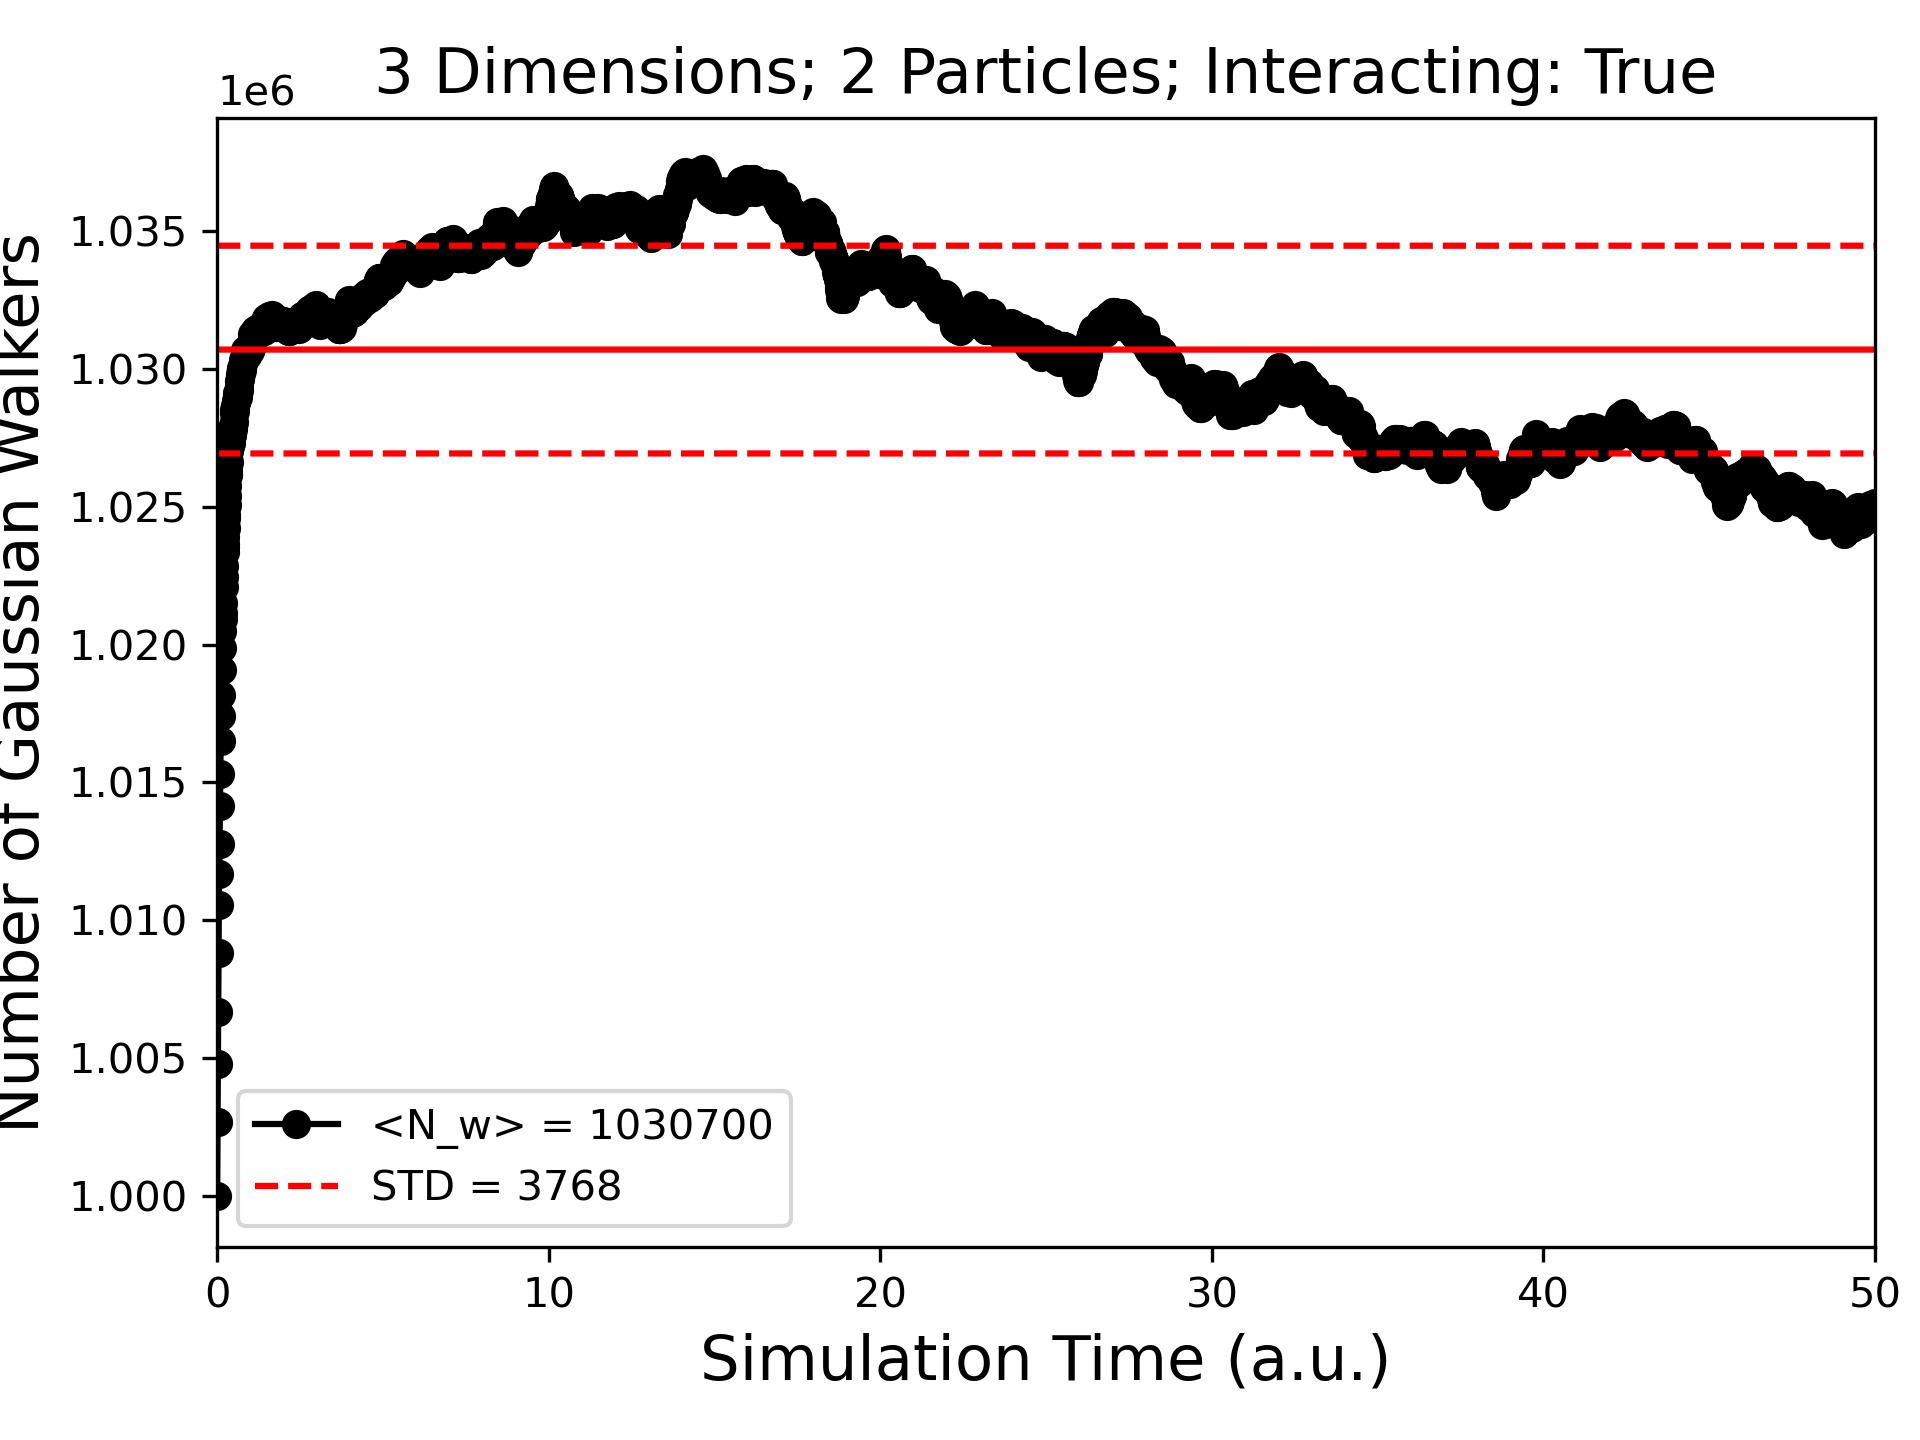 3 Dimensions; 2 Particles; Interacting: True
1e6
Number of Gaussian Walkers
1.035
1.030
1.025
1.020
1.015
1.010
1.005
1.000
<N_w> = 1030700
STD = 3768
0 10 20 30 40 50
Simulation Time (a.u.)